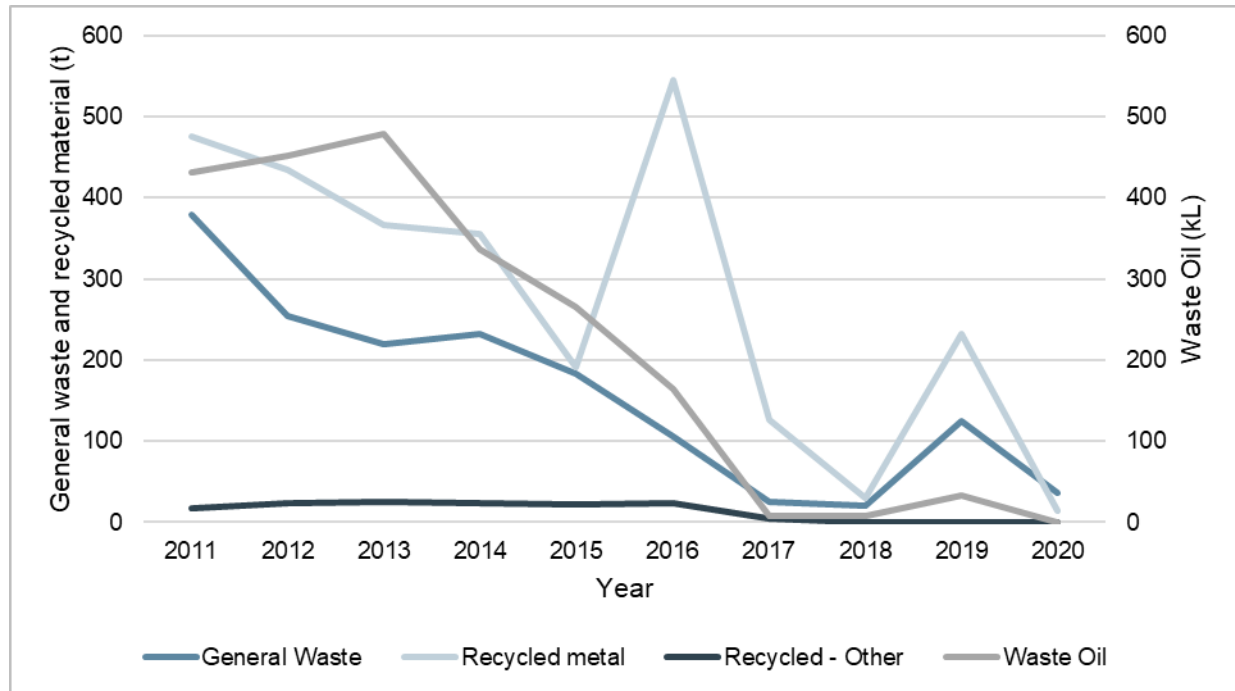 General waste and recycled material (t)
600
500
400
300
200
100
0
600
500
400
300
200
100
0
Waste Oil (kL)
2011 2012 2013 2014 2015 2016 2017 2018 2019 2020
Year
General Waste Recycled metal Recycled - Other Waste Oil